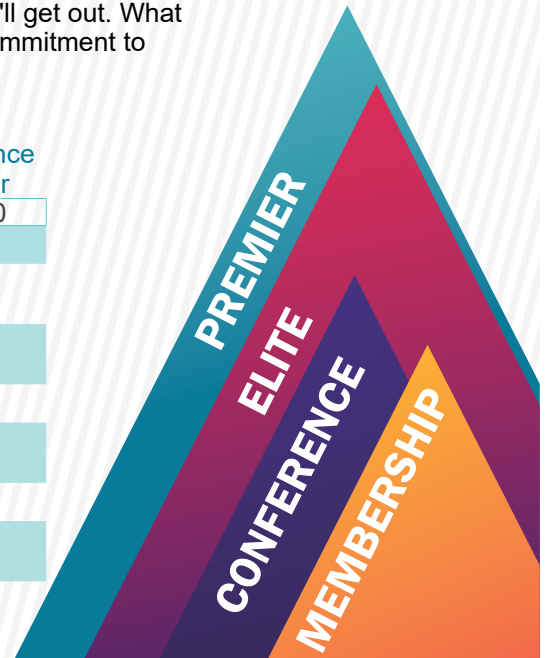 'll get out. What
mmitment to
nce
r
0
PREMIER
ELITE
CONFERENCE
MEMBERSHIP